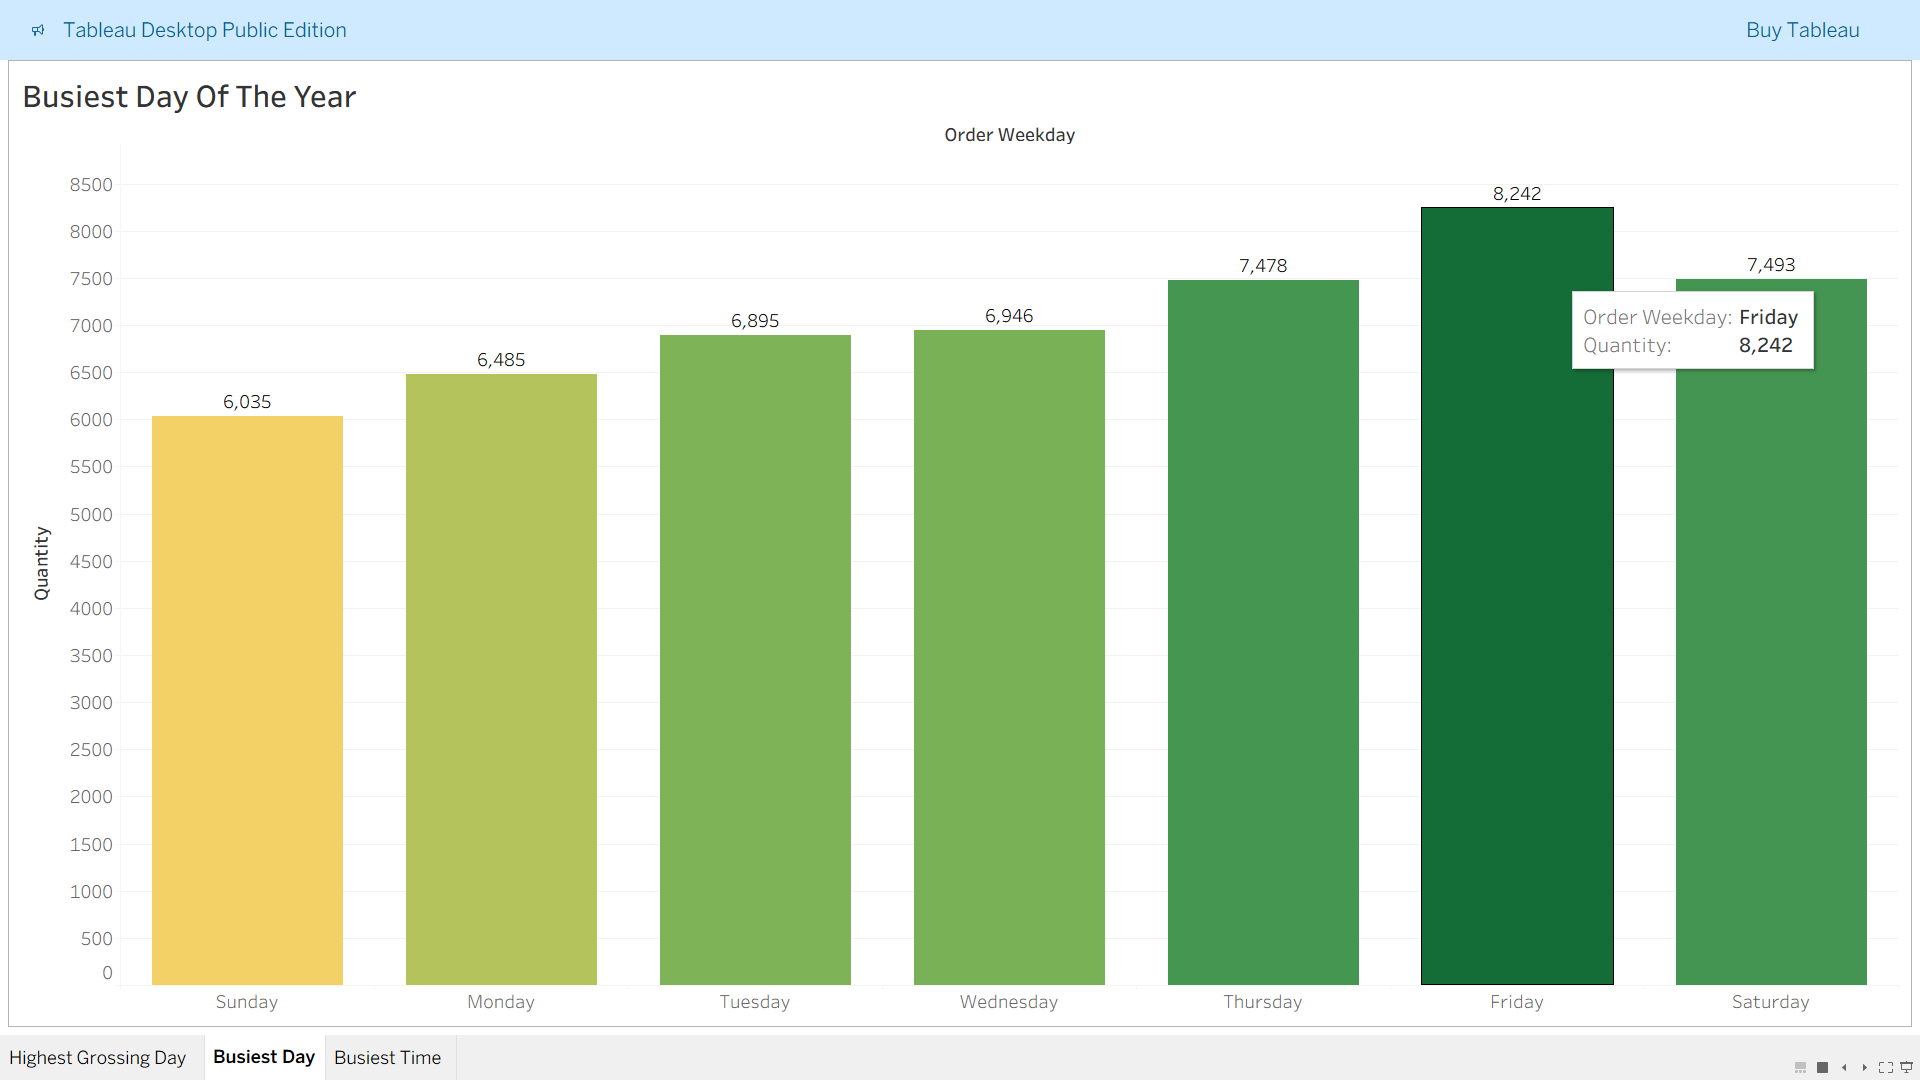 Tableau Desktop Public Edition
Buy Tableau
Busiest Day Of The Year
Order Weekday
Quantity
8500
8000
7500
7000
6500
6000
5500
5000
4500
4000
3500
3000
2500
2000
1500
1000
500
0
6,035
6,485
6,895
6,946
7,478
8,242
7,493
Order Weekday: Friday
Quantity: 8,242
Sunday
Monday
Tuesday
Wednesday
Thursday
Friday
Saturday
Highest Grossing Day
Busiest Day
Busiest Time